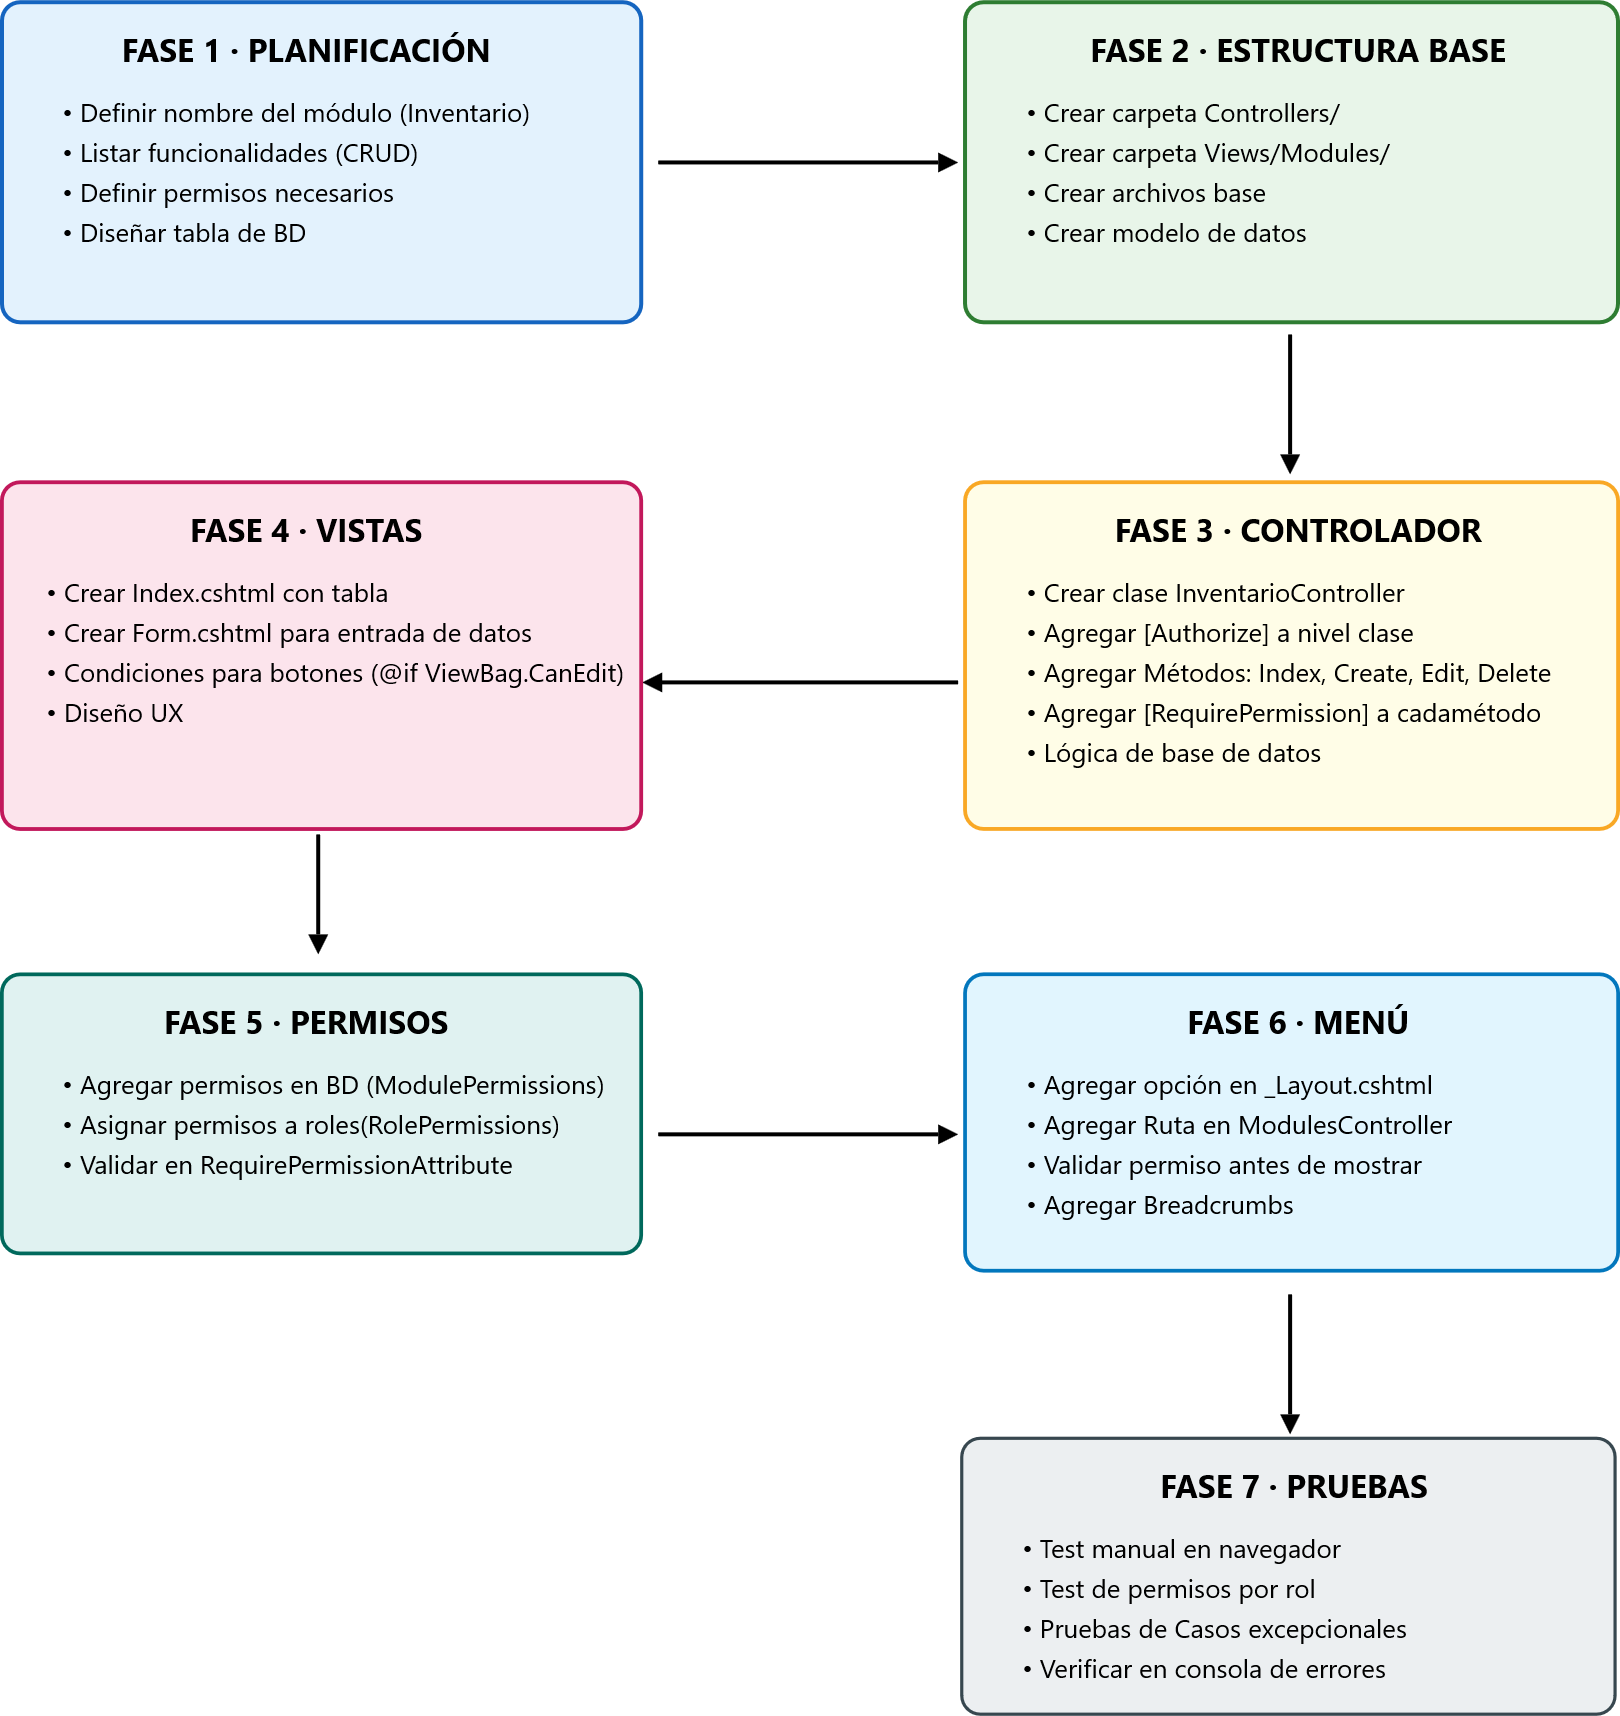 FASE 1 · PLANIFICACIÓN
• Definir nombre del módulo (Inventario)
• Listar funcionalidades (CRUD)
• Definir permisos necesarios
• Diseñar tabla de BD
FASE 2 · ESTRUCTURA BASE
• Crear carpeta Controllers/
• Crear carpeta Views/Modules/
• Crear archivos base
• Crear modelo de datos
FASE 3 · CONTROLADOR
• Crear clase InventarioController
• Agregar [Authorize] a nivel clase
• Agregar Métodos: Index, Create, Edit, Delete
• Agregar [RequirePermission] a cadamétodo
• Lógica de base de datos
FASE 4 · VISTAS
• Crear Index.cshtml con tabla
• Crear Form.cshtml para entrada de datos
• Condiciones para botones (@if ViewBag.CanEdit)
• Diseño UX
FASE 5 · PERMISOS
• Agregar permisos en BD (ModulePermissions)
• Asignar permisos a roles(RolePermissions)
• Validar en RequirePermissionAttribute
FASE 6 · MENÚ
• Agregar opción en _Layout.cshtml
• Agregar Ruta en ModulesController
• Validar permiso antes de mostrar
• Agregar Breadcrumbs
FASE 7 · PRUEBAS
• Test manual en navegador
• Test de permisos por rol
• Pruebas de Casos excepcionales
• Verificar en consola de errores